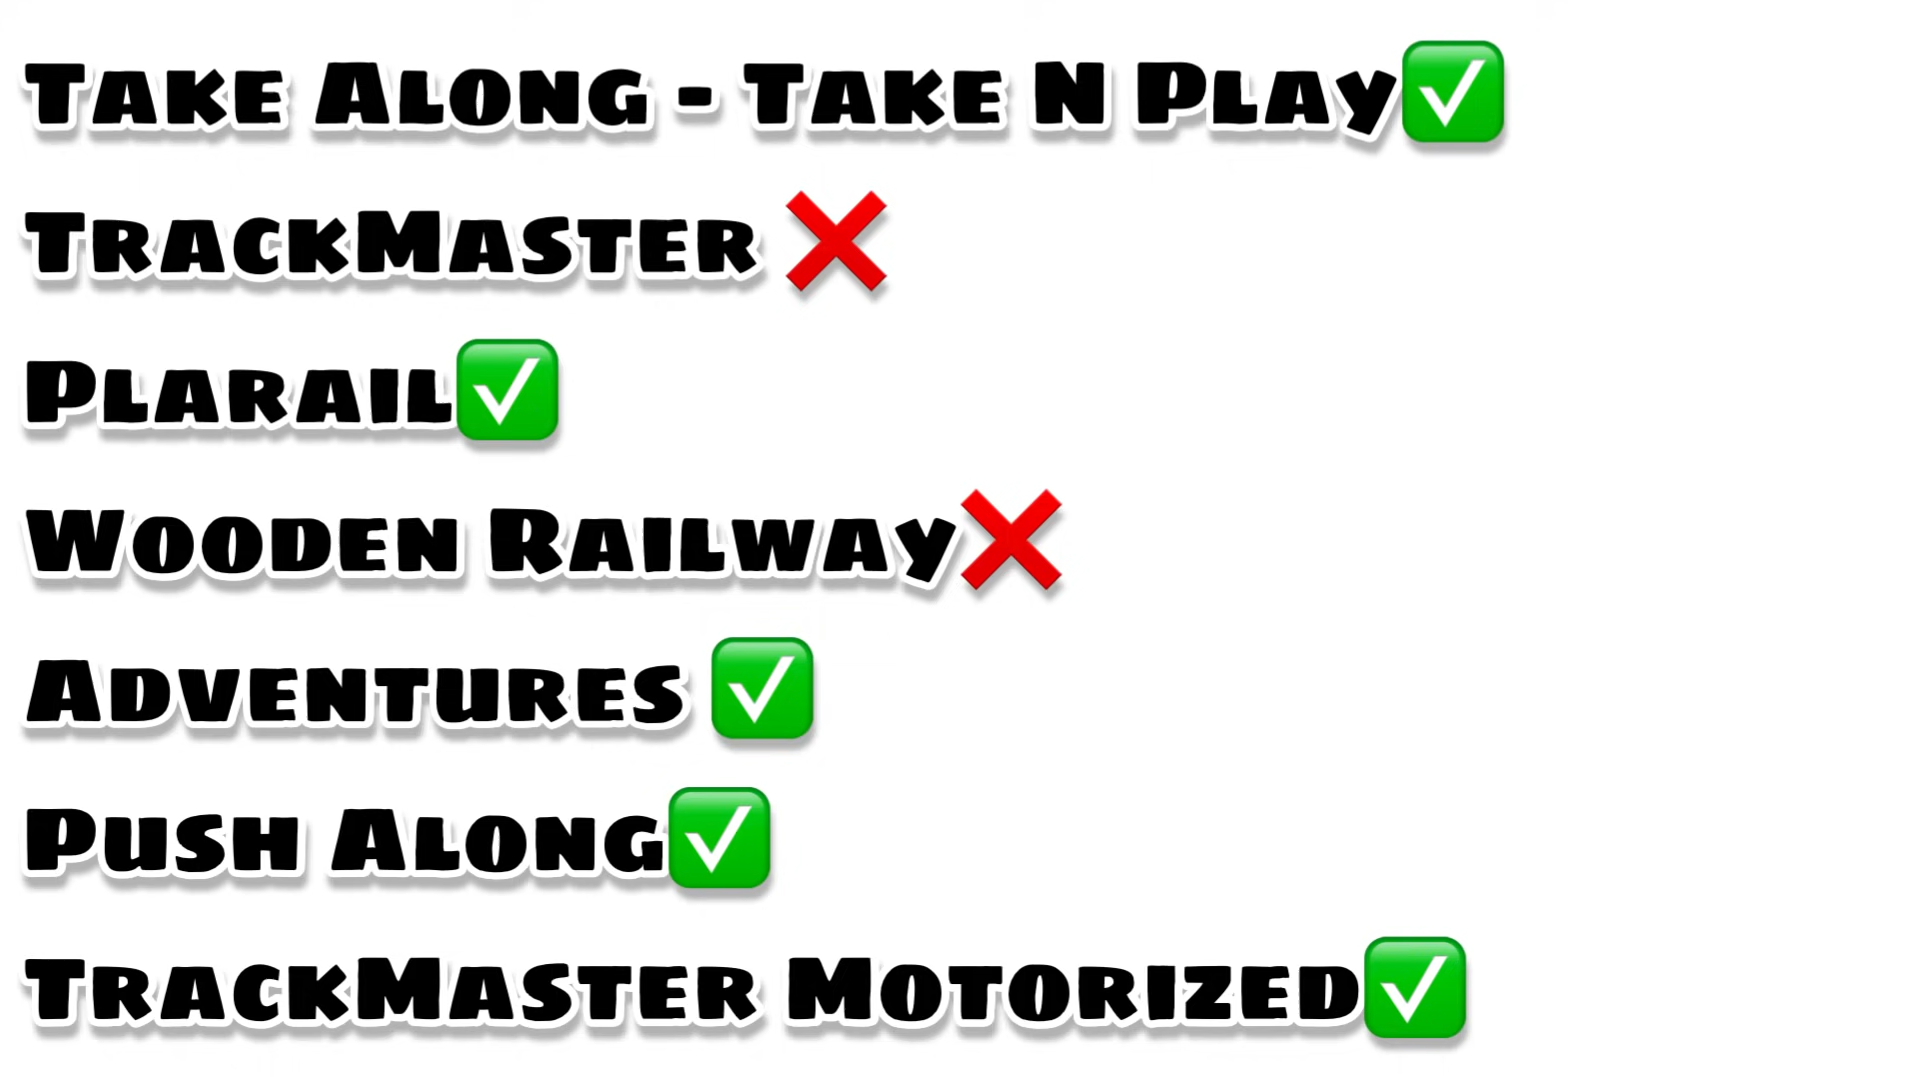 Take Along - Take N Play✅
TrackMaster ❌
Plarail✅
Wooden Railway❌
Adventures ✅
Push Along✅
TrackMaster Motorized✅